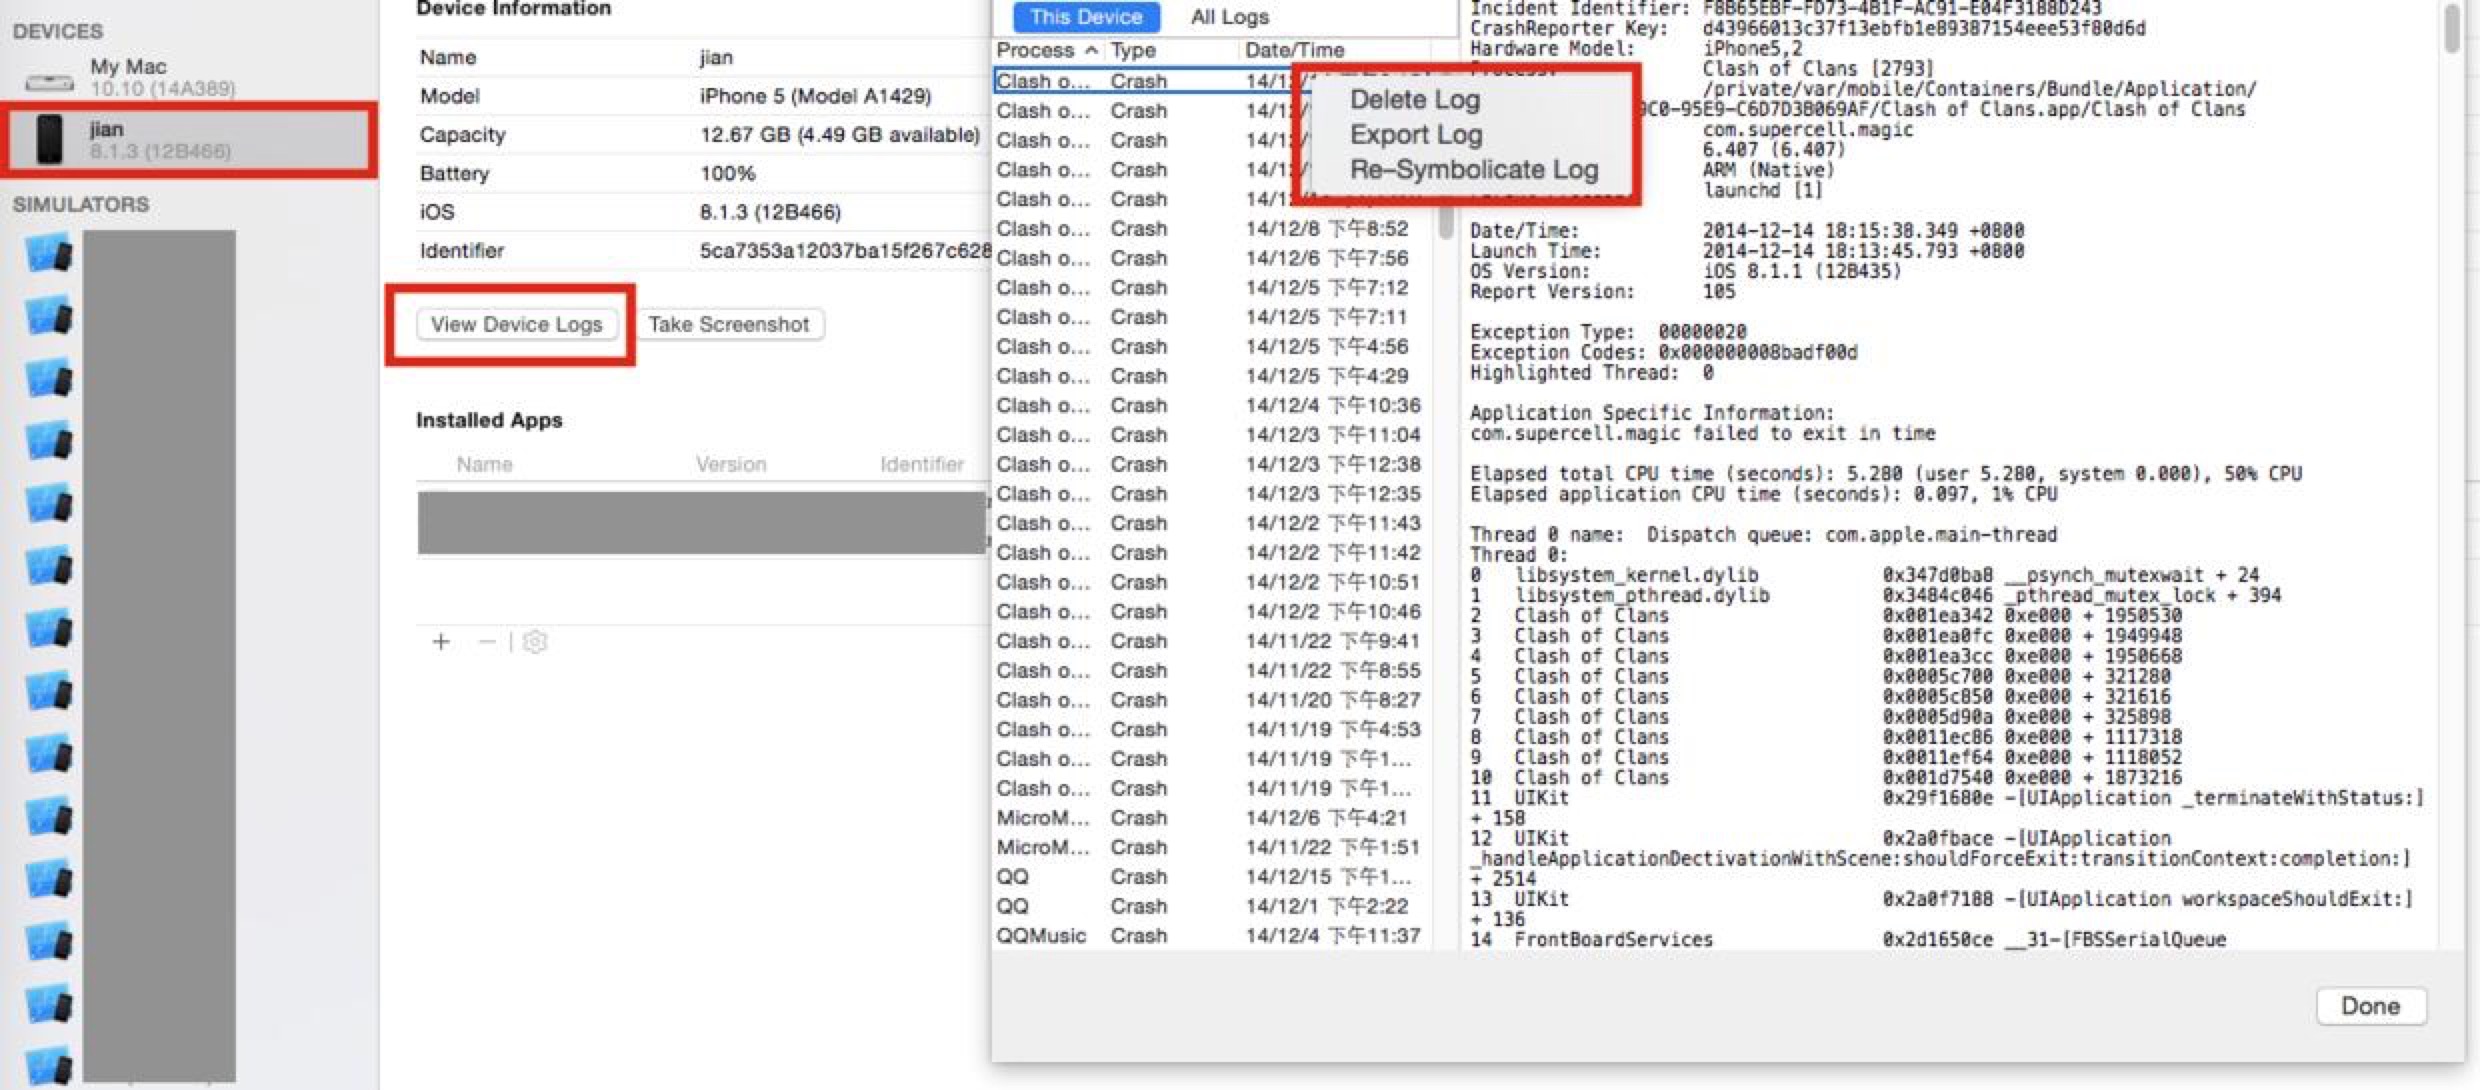 DEVICES
My Mac
10.10 (14A389)
jian
8.1.3 (12B466)
SIMULATORS
Device Information
Name jian
Model iPhone 5 (Model A1429)
Capacity 12.67 GB (4.49 GB available)
Battery 100%
iOS 8.1.3 (12B466)
Identifier 5ca7353a12037ba15f267c628
View Device Logs Take Screenshot
Installed Apps
Name Version Identifier
+ − |
This Device All Logs
Process Type Date/Time
Clash o... Crash 14/12/
Clash o... Crash 14/12/
Clash o... Crash 14/12/
Clash o... Crash 14/12/
Clash o... Crash
Clash o... Crash 14/12/8 下午8:52
Clash o... Crash 14/12/6 下午7:56
Clash o... Crash 14/12/5 下午7:12
Clash o... Crash 14/12/5 下午7:11
Clash o... Crash 14/12/5 下午4:56
Clash o... Crash 14/12/5 下午4:29
Clash o... Crash 14/12/4 下午10:36
Clash o... Crash 14/12/3 下午11:04
Clash o... Crash 14/12/3 下午12:38
Clash o... Crash 14/12/3 下午12:35
Clash o... Crash 14/12/2 下午11:43
Clash o... Crash 14/12/2 下午11:42
Clash o... Crash 14/12/2 下午10:51
Clash o... Crash 14/12/2 下午10:46
Clash o... Crash 14/11/22 下午9:41
Clash o... Crash 14/11/22 下午8:55
Clash o... Crash 14/11/20 下午8:27
Clash o... Crash 14/11/19 下午4:53
Clash o... Crash 14/11/19 下午1...
Clash o... Crash 14/11/19 下午1...
MicroM... Crash 14/12/6 下午4:21
MicroM... Crash 14/11/22 下午1:51
QQ Crash 14/12/15 下午1...
QQ Crash 14/12/1 下午2:22
QQMusic Crash 14/12/4 下午11:37
Delete Log
Export Log
Re-Symbolicate Log
Incident Identifier: F8B65EBF-FD73-4B1F-AC91-E04F3188D243
CrashReporter Key: d43966013c37f13ebfb1e89387154eee53f80d6d
Hardware Model: iPhone5,2
Clash of Clans [2793]
/private/var/mobile/Containers/Bundle/Application/
9C0-95E9-C6D7D3B069AF/Clash of Clans.app/Clash of Clans
com.supercell.magic
6.407 (6.407)
ARM (Native)
launchd [1]
Date/Time: 2014-12-14 18:15:38.349 +0800
Launch Time: 2014-12-14 18:13:45.793 +0800
OS Version: iOS 8.1.1 (12B435)
Report Version: 105
Exception Type: 00000020
Exception Codes: 0x000000008badf00d
Highlighted Thread: 0
Application Specific Information:
com.supercell.magic failed to exit in time
Elapsed total CPU time (seconds): 5.280 (user 5.280, system 0.000), 50% CPU
Elapsed application CPU time (seconds): 0.097, 1% CPU
Thread 0 name: Dispatch queue: com.apple.main-thread
Thread 0:
0 libsystem_kernel.dylib 0x347d0ba8 __psynch_mutexwait + 24
1 libsystem_pthread.dylib 0x3484c046 _pthread_mutex_lock + 394
2 Clash of Clans 0x001ea342 0xe000 + 1950530
3 Clash of Clans 0x001ea0fc 0xe000 + 1949948
4 Clash of Clans 0x001ea3cc 0xe000 + 1950668
5 Clash of Clans 0x0005c700 0xe000 + 321280
6 Clash of Clans 0x0005c850 0xe000 + 321616
7 Clash of Clans 0x0005d90a 0xe000 + 325898
8 Clash of Clans 0x0011ec86 0xe000 + 1117318
9 Clash of Clans 0x0011ef64 0xe000 + 1118052
10 Clash of Clans 0x001d7540 0xe000 + 1873216
11 UIKit 0x29f1680e -[UIApplication _terminateWithStatus:]
+ 158
12 UIKit 0x2a0fbace -[UIApplication
_handleApplicationDectivationWithScene:shouldForceExit:transitionContext:completion:]
+ 2514
13 UIKit 0x2a0f7188 -[UIApplication workspaceShouldExit:]
+ 136
14 FrontBoardServices 0x2d1650ce __31-[FBSSerialQueue
Done